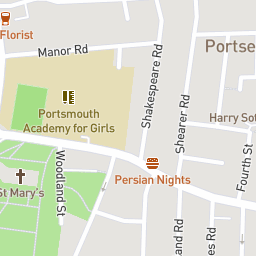 Florist
Manor Rd
Portse
Shakespeare Rd
Shearer Rd
Portsmouth
Academy for Girls
Harry Sot
Woodland St
Persian Nights
Fourth St
St Mary's
land Rd
es Rd